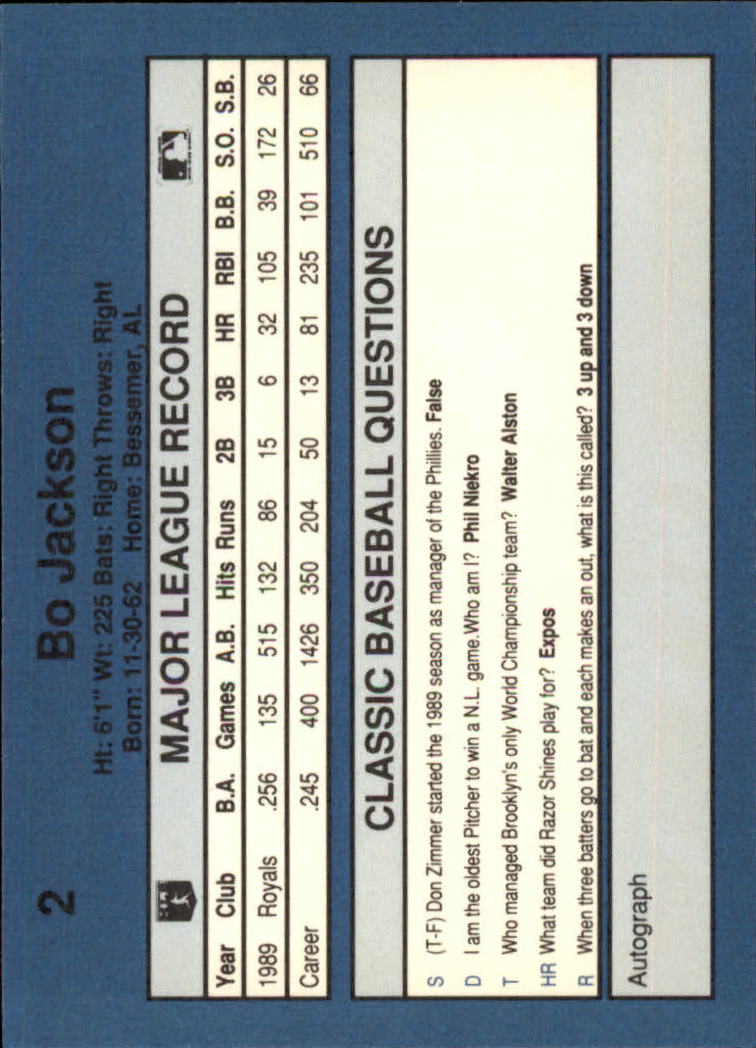 2 Bo Jackson
Ht: 6'1" Wt: 225 Bats: Right Throws: Right
Born: 11-30-62 Home: Bessemer, AL
MAJOR LEAGUE RECORD
Year Club B.A. Games A.B. Hits Runs 2B 3B HR RBI B.B. S.O. S.B.
1989 Royals .256 135 515 132 86 15 6 32 105 39 172 26
Career .245 400 1426 350 204 50 13 81 235 101 510 66
CLASSIC BASEBALL QUESTIONS
S (T-F) Don Zimmer started the 1989 season as manager of the Phillies. False
D I am the oldest Pitcher to win a N.L. game.Who am I? Phil Niekro
T Who managed Brooklyn's only World Championship team? Walter Alston
HR What team did Razor Shines play for? Expos
R When three batters go to bat and each makes an out, what is this called? 3 up and 3 down
Autograph